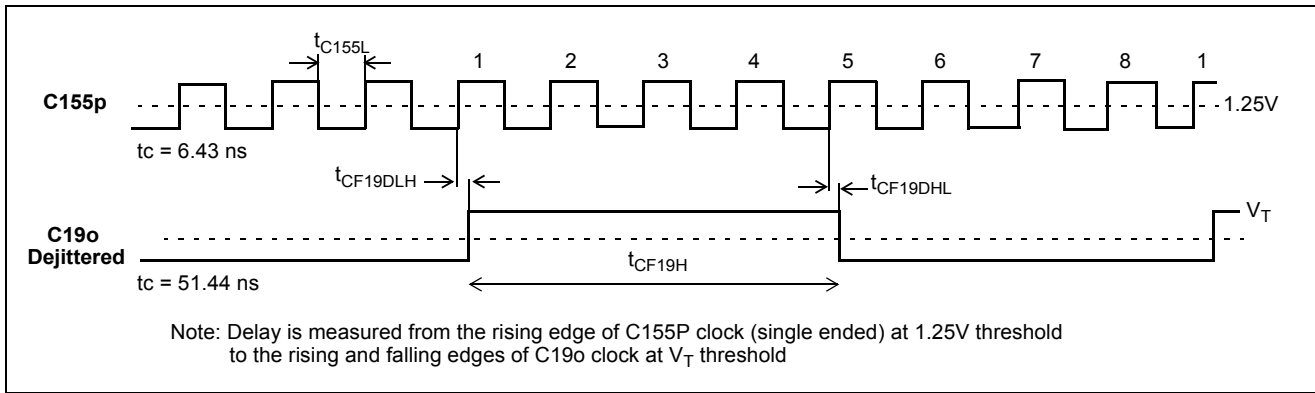 tC155L
1 2 3 4 5 6 7 8 1
C155p
1.25V
tc = 6.43 ns
tCF19DLH
tCF19DHL
VT
C19o
Dejittered
tCF19H
tc = 51.44 ns
Note: Delay is measured from the rising edge of C155P clock (single ended) at 1.25V threshold
to the rising and falling edges of C19o clock at VT threshold